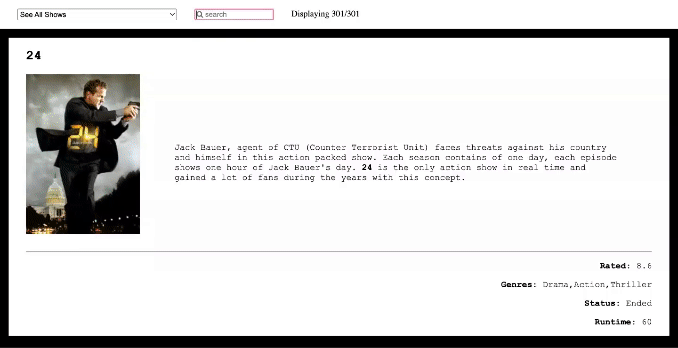 See All Shows
search
Displaying 301/301
24
24
Jack Bauer, agent of CTU (Counter Terrorist Unit) faces threats against his country
and himself in this action packed show. Each season contains of one day, each episode
shows one hour of Jack Bauer's day. 24 is the only action show in real time and
gained a lot of fans during the years with this concept.
Rated: 8.6
Genres: Drama,Action,Thriller
Status: Ended
Runtime: 60